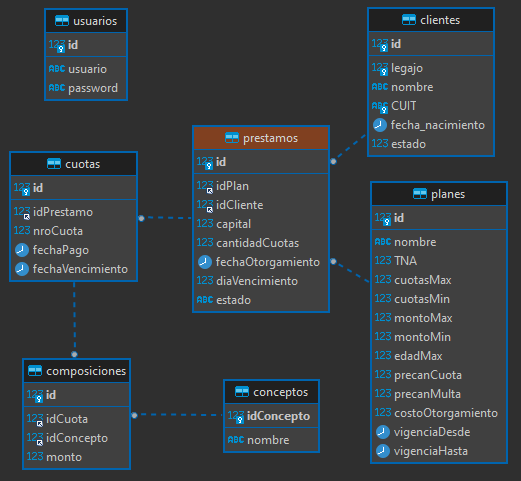 usuarios
123 id
ABC usuario
ABC password
clientes
123 id
123 legajo
ABC nombre
ABC CUIT
fecha_nacimiento
123 estado
prestamos
123 id
123 idPlan
123 idCliente
123 capital
123 cantidadCuotas
fechaOtorgamiento
123 diaVencimiento
ABC estado
cuotas
123 id
123 idPrestamo
123 nroCuota
fechaPago
fechaVencimiento
planes
123 id
ABC nombre
123 TNA
123 cuotasMax
123 cuotasMin
123 montoMax
123 montoMin
123 edadMax
123 precanCuota
123 precanMulta
123 costoOtorgamiento
vigenciaDesde
vigenciaHasta
composiciones
123 id
123 idCuota
123 idConcepto
123 monto
conceptos
123 idConcepto
ABC nombre